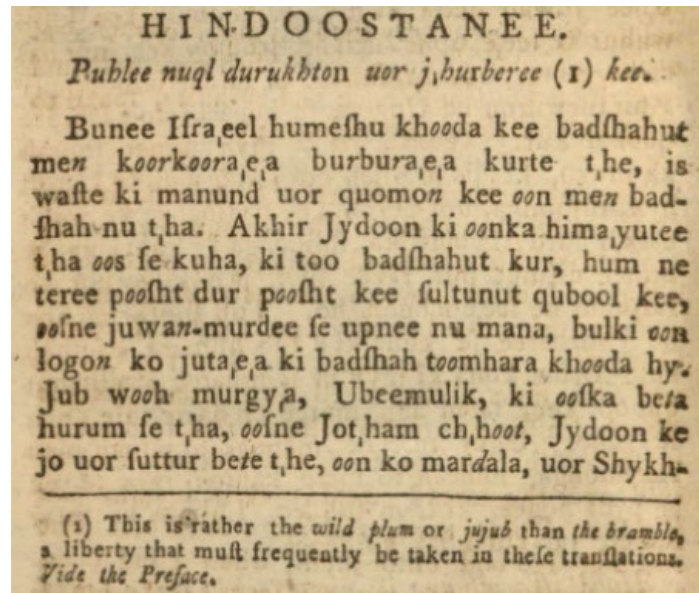 HINDOOSTANEE.
Puhlee nuql durukhton uor j,hurberee (1) kee.
Bunee Iſra,eel humeſhu khooda kee badſhahut
men koorkoora,e,a burbura,e,a kurte t,he, is
waſte ki manund uor quomon kee oon men bad-
ſhah nu t,ha. Akhir Jydoon ki oonka hima,yutee
t,ha oos ſe kuha, ki too badſhahut kur, hum ne
teree pooſht dur pooſht kee ſultunut qubool kee,
ooſne juwan-murdee ſe upnee nu mana, bulki oon
logon ko juta,e,a ki badſhah toomhara khooda hy.
Jub wooh murgy,a, Ubeemulik, ki ooſka beta
hurum ſe t,ha, ooſne Jot,ham ch,hoot, Jydoon ke
jo uor ſuttur bete t,he, oon ko mardala, uor Shykh-
(1) This is rather the wild plum or jujub than the bramble,
a liberty that muſt frequently be taken in theſe tranſlations.
Vide the Preface.